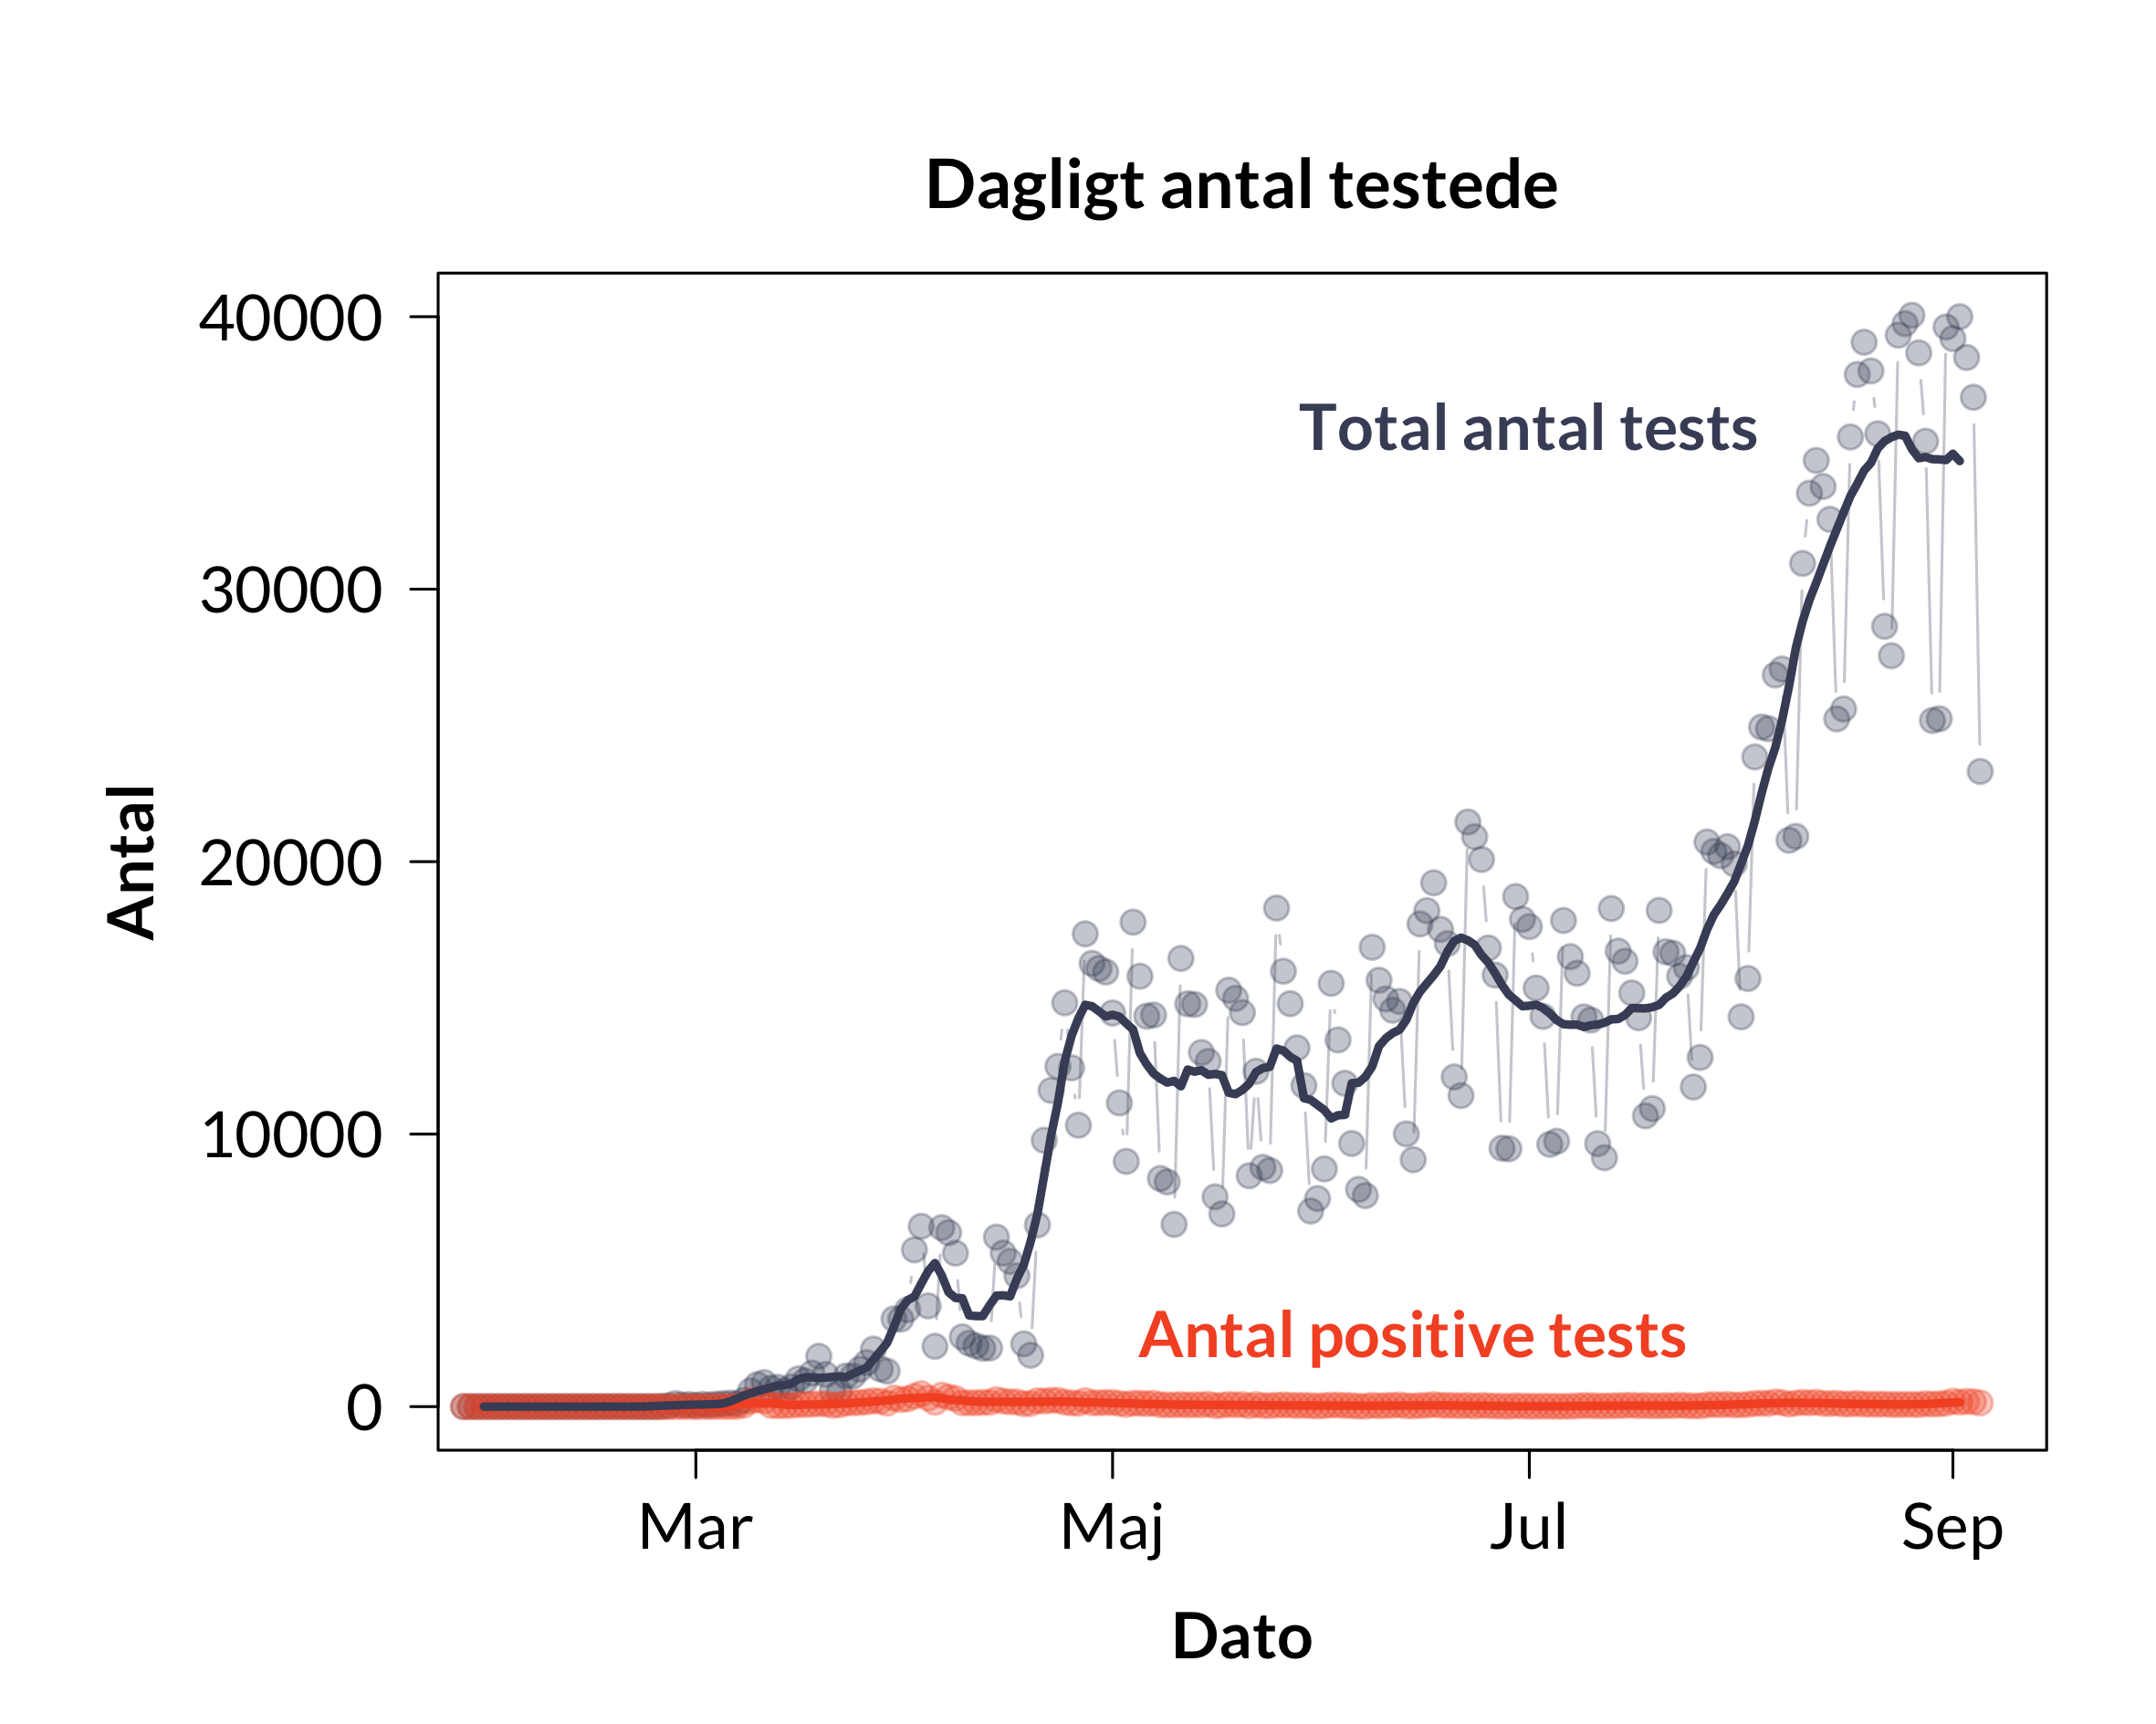 Dagligt antal testede
40000
30000
20000
10000
0
Antal
Total antal tests
Antal positive tests
Mar
Maj
Jul
Sep
Dato